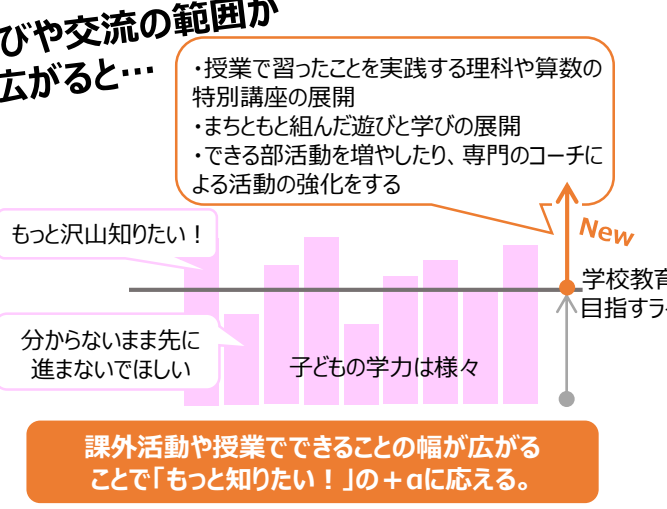 びや交流の範囲が
広がると…
・授業で習ったことを実践する理科や算数の
特別講座の展開
・まちともと組んだ遊びと学びの展開
・できる部活動を増やしたり、専門のコーチに
よる活動の強化をする
New
もっと沢山知りたい！
学校教育
目指すラ
分からないまま先に
進まないでほしい
子どもの学力は様々
課外活動や授業でできることの幅が広がる
ことで「もっと知りたい！」の＋αに応える。